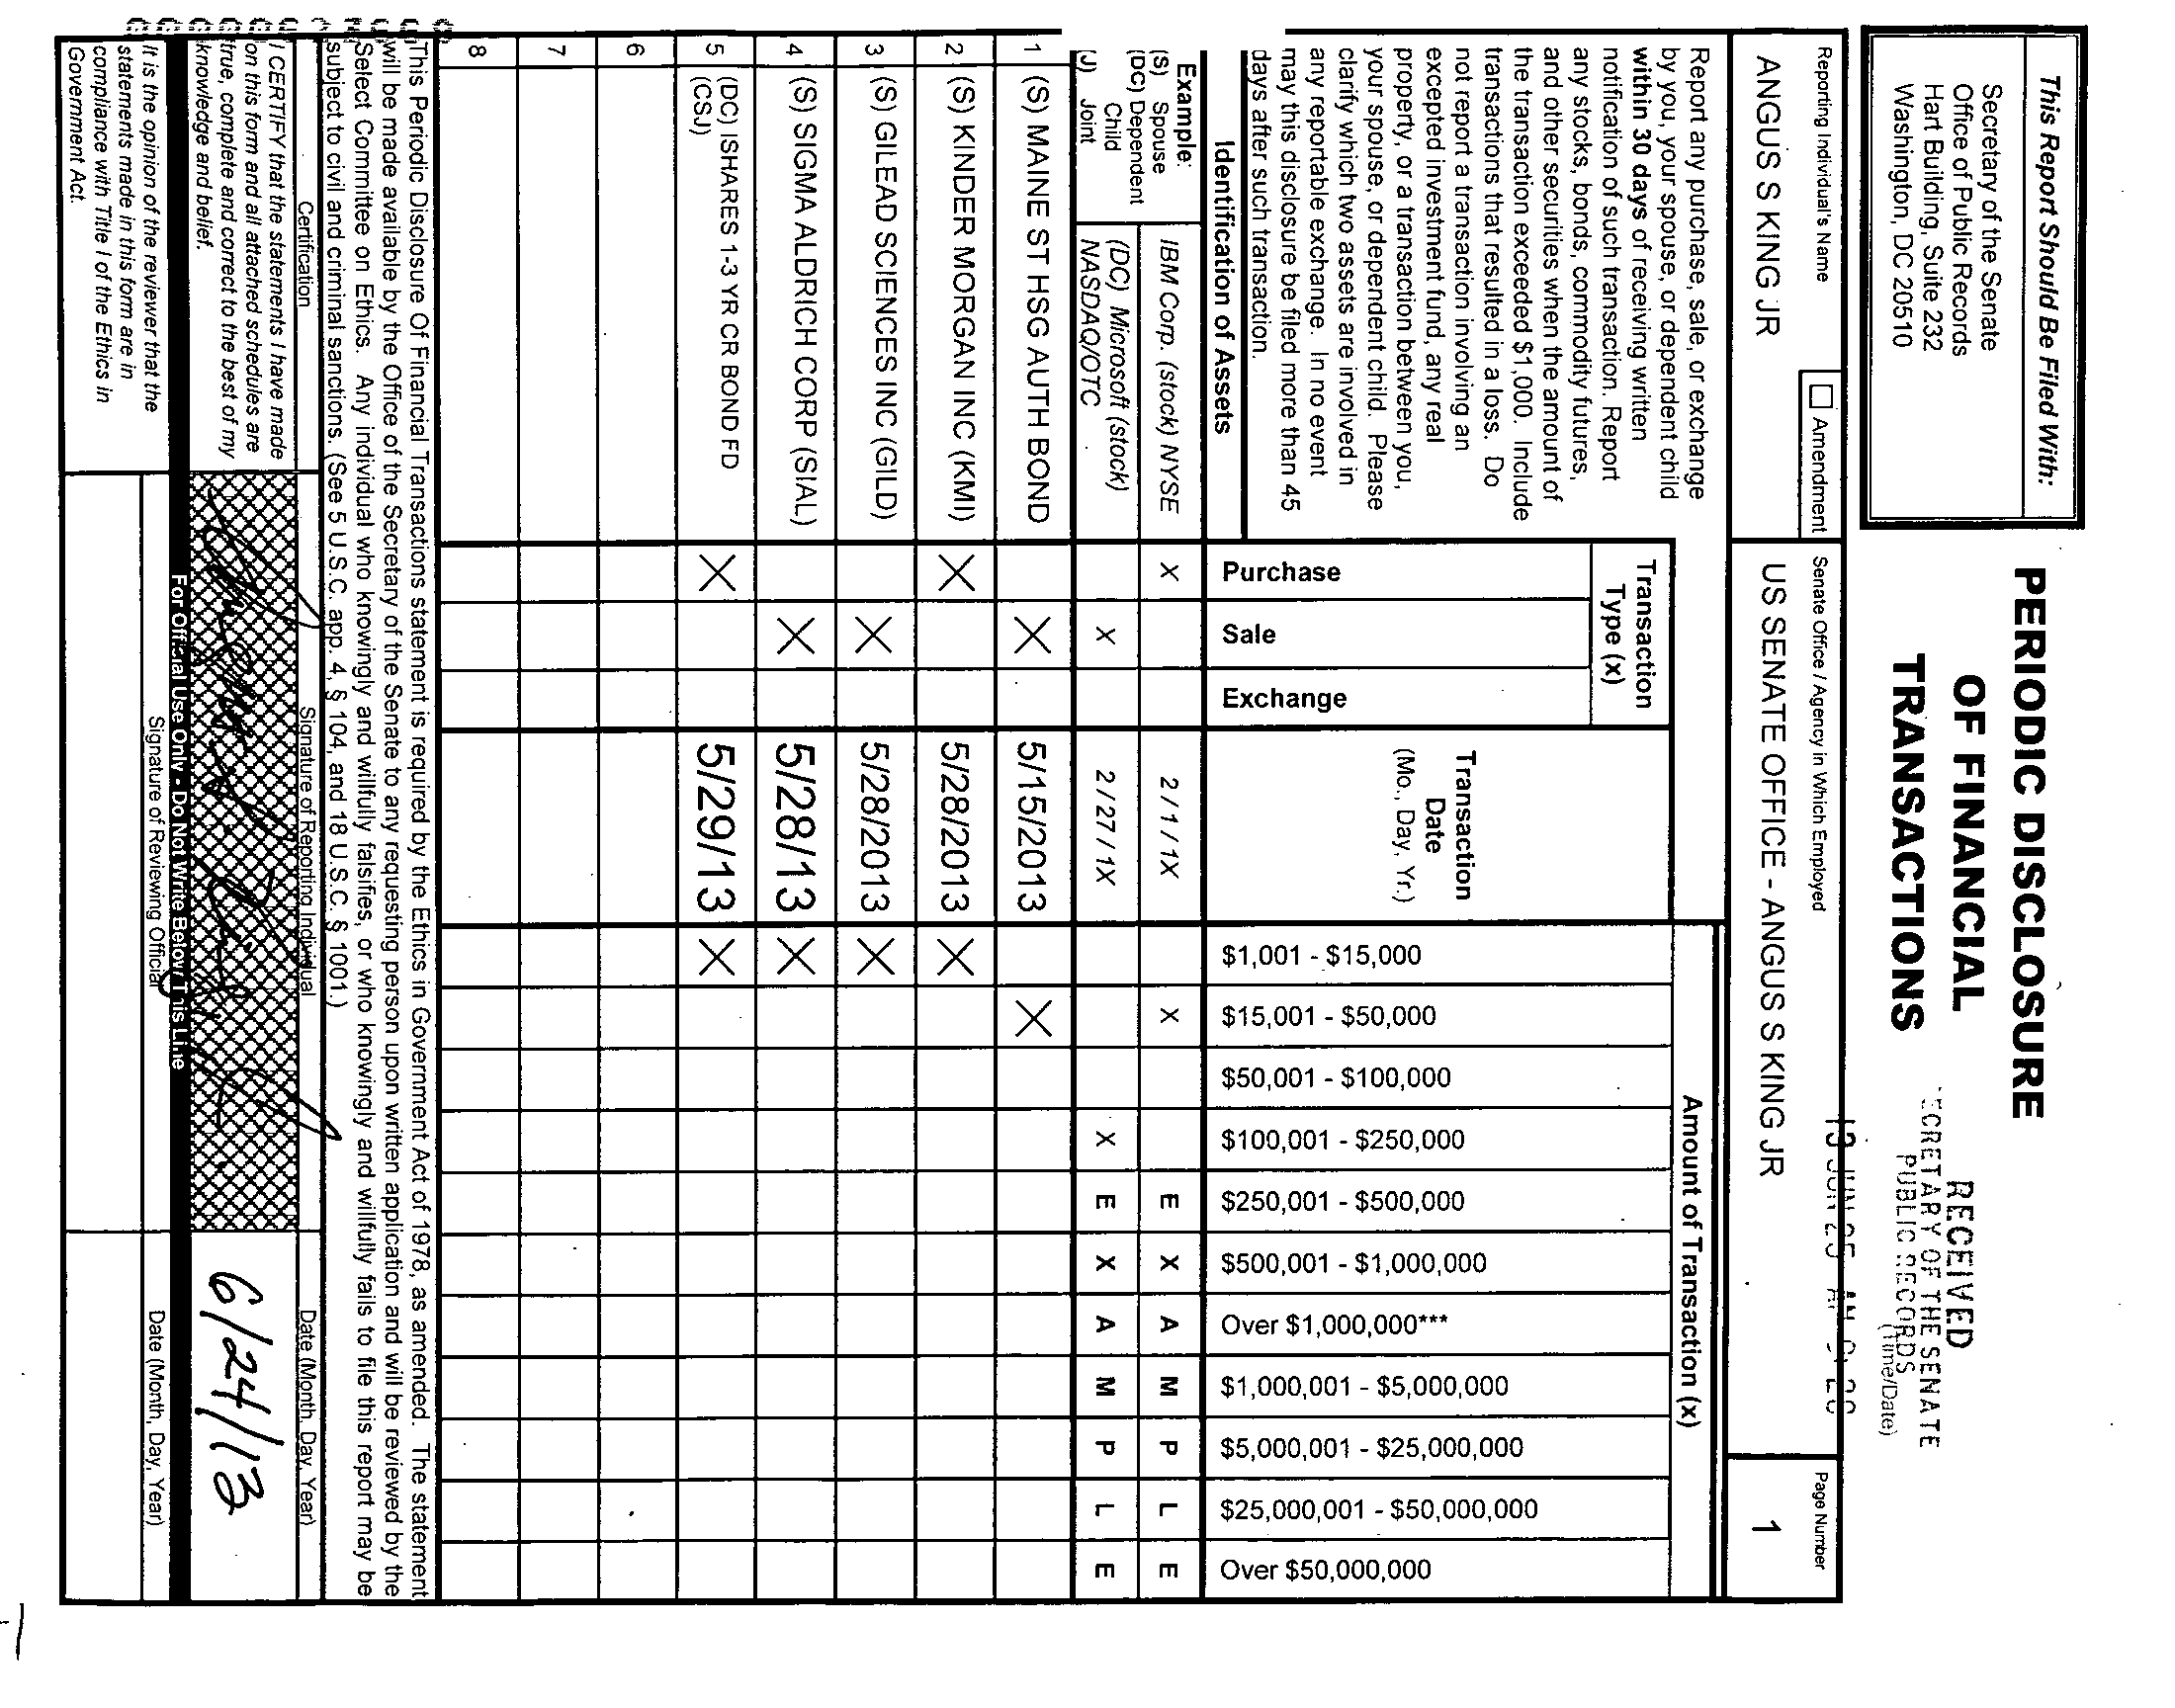 This Report Should Be Filed With:
Secretary of the Senate
Office of Public Records
Hart Building, Suite 232
Washington, DC 20510
PERIODIC DISCLOSURE
OF FINANCIAL
TRANSACTIONS
RECEIVED
SECRETARY OF THE SENATE
PUBLIC RECORDS
(Time/Date)
13 JUN 25 AM
Reporting Individual's Name
☐ Amendment
ANGUS S KING JR
Senate Office / Agency in Which Employed
US SENATE OFFICE - ANGUS S KING JR
Page Number
1
Report any purchase, sale, or exchange
by you, your spouse, or dependent child
within 30 days of receiving written
notification of such transaction. Report
any stocks, bonds, commodity futures,
and other securities when the amount of
the transaction exceeded $1,000. Include
transactions that resulted in a loss. Do
not report a transaction involving an
excepted investment fund, any real
property, or a transaction between you,
your spouse, or dependent child. Please
clarify which two assets are involved in
any reportable exchange. In no event
may this disclosure be filed more than 45
days after such transaction.
Identification of Assets
Transaction
Type (x)
Purchase
Sale
Exchange
Transaction
Date
(Mo., Day, Yr.)
Amount of Transaction (x)
$1,001 - $15,000
$15,001 - $50,000
$50,001 - $100,000
$100,001 - $250,000
$250,001 - $500,000
$500,001 - $1,000,000
Over $1,000,000***
$1,000,001 - $5,000,000
$5,000,001 - $25,000,000
$25,000,001 - $50,000,000
Over $50,000,000
Example:
(S) Spouse
(DC) Dependent
Child
(J) Joint
IBM Corp. (stock) NYSE X 2 / 1 / 1X X E X A M P L E
(DC) Microsoft (stock)
NASDAQ/OTC X 2 / 27 / 1X X E X A M P L E
1 (S) MAINE ST HSG AUTH BOND X 5/15/2013 X
2 (S) KINDER MORGAN INC (KMI) X 5/28/2013 X
3 (S) GILEAD SCIENCES INC (GILD) X 5/28/2013 X
4 (S) SIGMA ALDRICH CORP (SIAL) X 5/28/13 X
5 (DC) ISHARES 1-3 YR CR BOND FD
(CSJ) X 5/29/13 X
6
7
8
This Periodic Disclosure Of Financial Transactions statement is required by the Ethics in Government Act of 1978, as amended. The statement
will be made available by the Office of the Secretary of the Senate to any requesting person upon written application and will be reviewed by the
Select Committee on Ethics. Any individual who knowingly and willfully falsifies, or who knowingly and willfully fails to file this report may be
subject to civil and criminal sanctions. (See 5 U.S.C. app. 4, § 104, and 18 U.S.C. § 1001.)
Certification
Signature of Reporting Individual
Date (Month, Day, Year)
I CERTIFY that the statements I have made
on this form and all attached schedules are
true, complete and correct to the best of my
knowledge and belief.
6/24/13
For Official Use Only - Do Not Write Below This Line
It is the opinion of the reviewer that the
statements made in this form are in
compliance with Title I of the Ethics in
Government Act.
Signature of Reviewing Official
Date (Month, Day, Year)